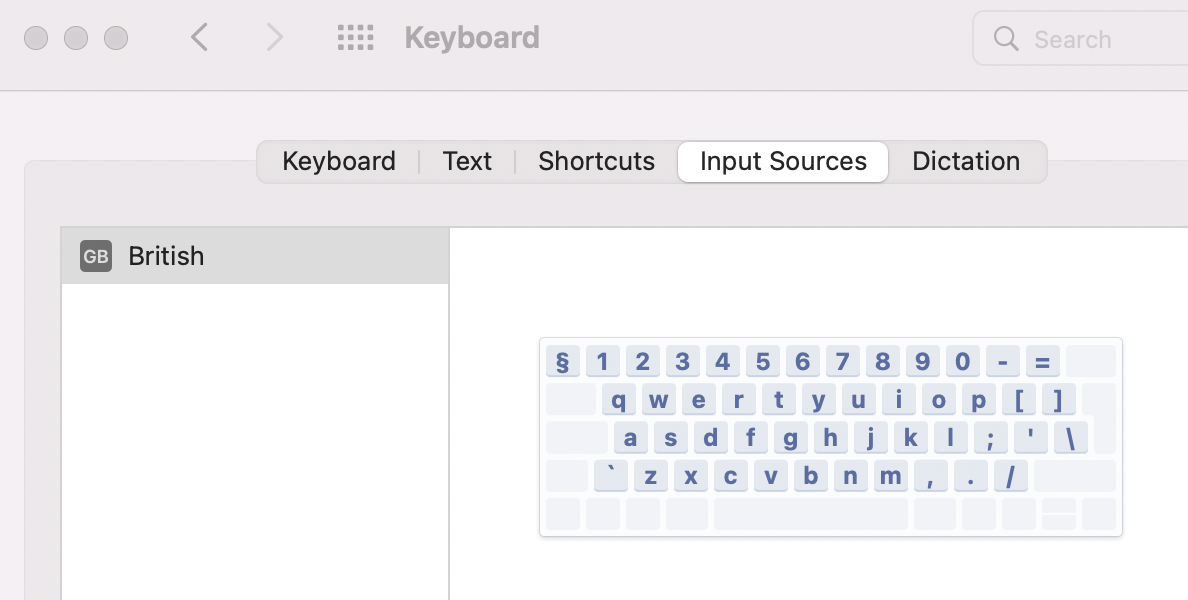 Keyboard
Search
Keyboard Text Shortcuts Input Sources Dictation
GB British
§ 1 2 3 4 5 6 7 8 9 0 - =
q w e r t y u i o p [ ]
a s d f g h j k l ; ' \
` z x c v b n m , . /